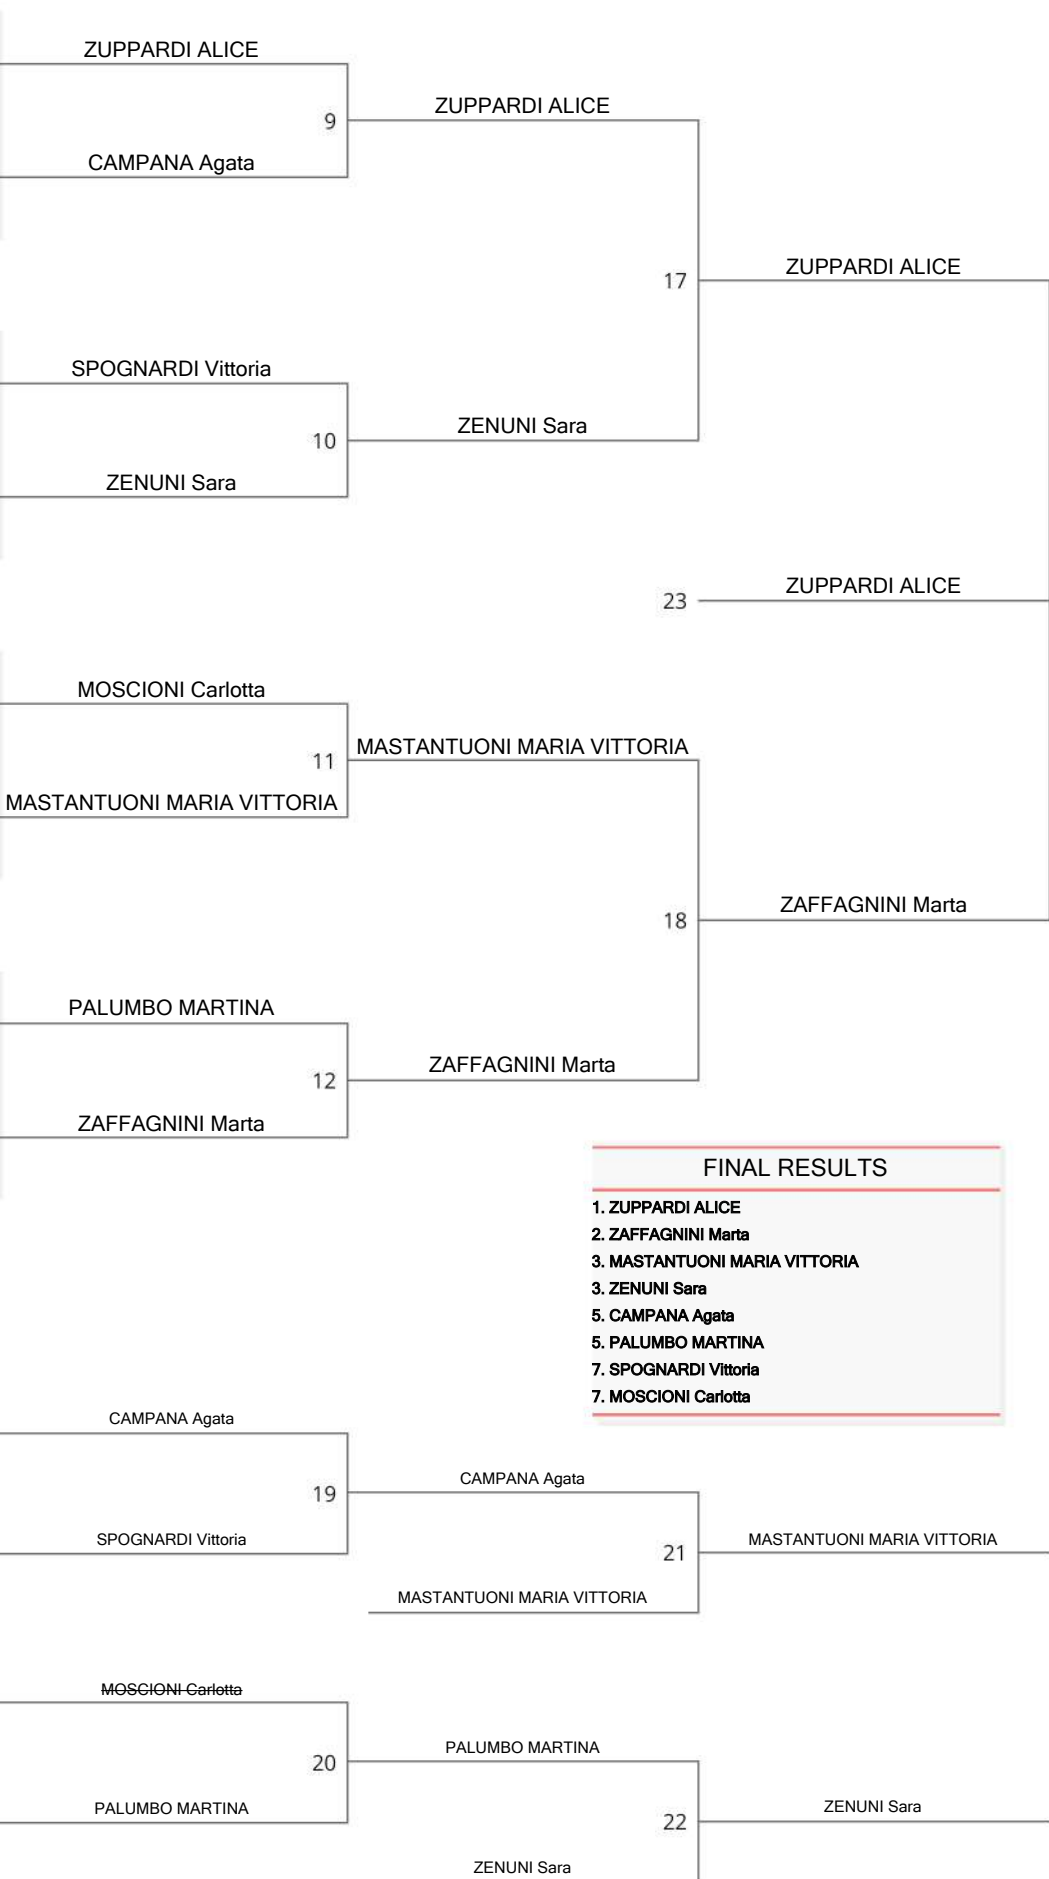 ZUPPARDI ALICE
9
ZUPPARDI ALICE
CAMPANA Agata
17
ZUPPARDI ALICE
SPOGNARDI Vittoria
10
ZENUNI Sara
ZENUNI Sara
23
ZUPPARDI ALICE
MOSCIONI Carlotta
11
MASTANTUONI MARIA VITTORIA
MASTANTUONI MARIA VITTORIA
18
ZAFFAGNINI Marta
PALUMBO MARTINA
12
ZAFFAGNINI Marta
ZAFFAGNINI Marta
FINAL RESULTS
1. ZUPPARDI ALICE
2. ZAFFAGNINI Marta
3. MASTANTUONI MARIA VITTORIA
3. ZENUNI Sara
5. CAMPANA Agata
5. PALUMBO MARTINA
7. SPOGNARDI Vittoria
7. MOSCIONI Carlotta
CAMPANA Agata
19
CAMPANA Agata
SPOGNARDI Vittoria
21
MASTANTUONI MARIA VITTORIA
MASTANTUONI MARIA VITTORIA
MOSCIONI Carlotta
20
PALUMBO MARTINA
PALUMBO MARTINA
22
ZENUNI Sara
ZENUNI Sara